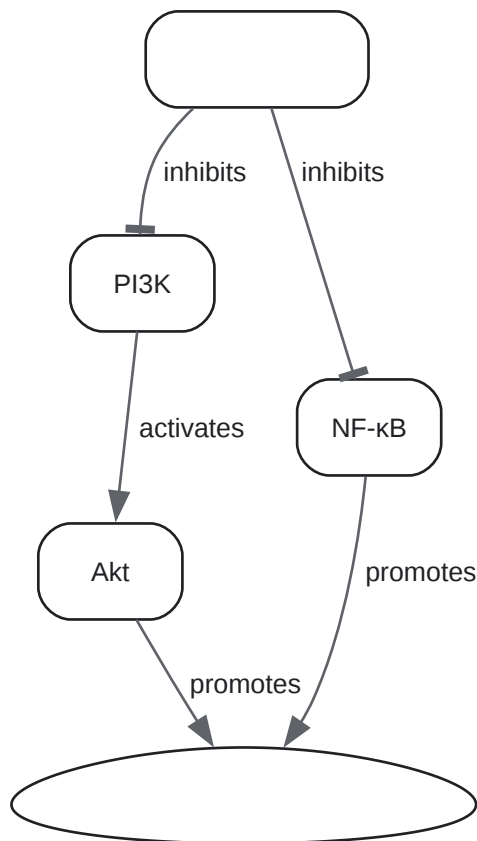 inhibits
inhibits
PI3K
activates
NF-κB
Akt
promotes
promotes